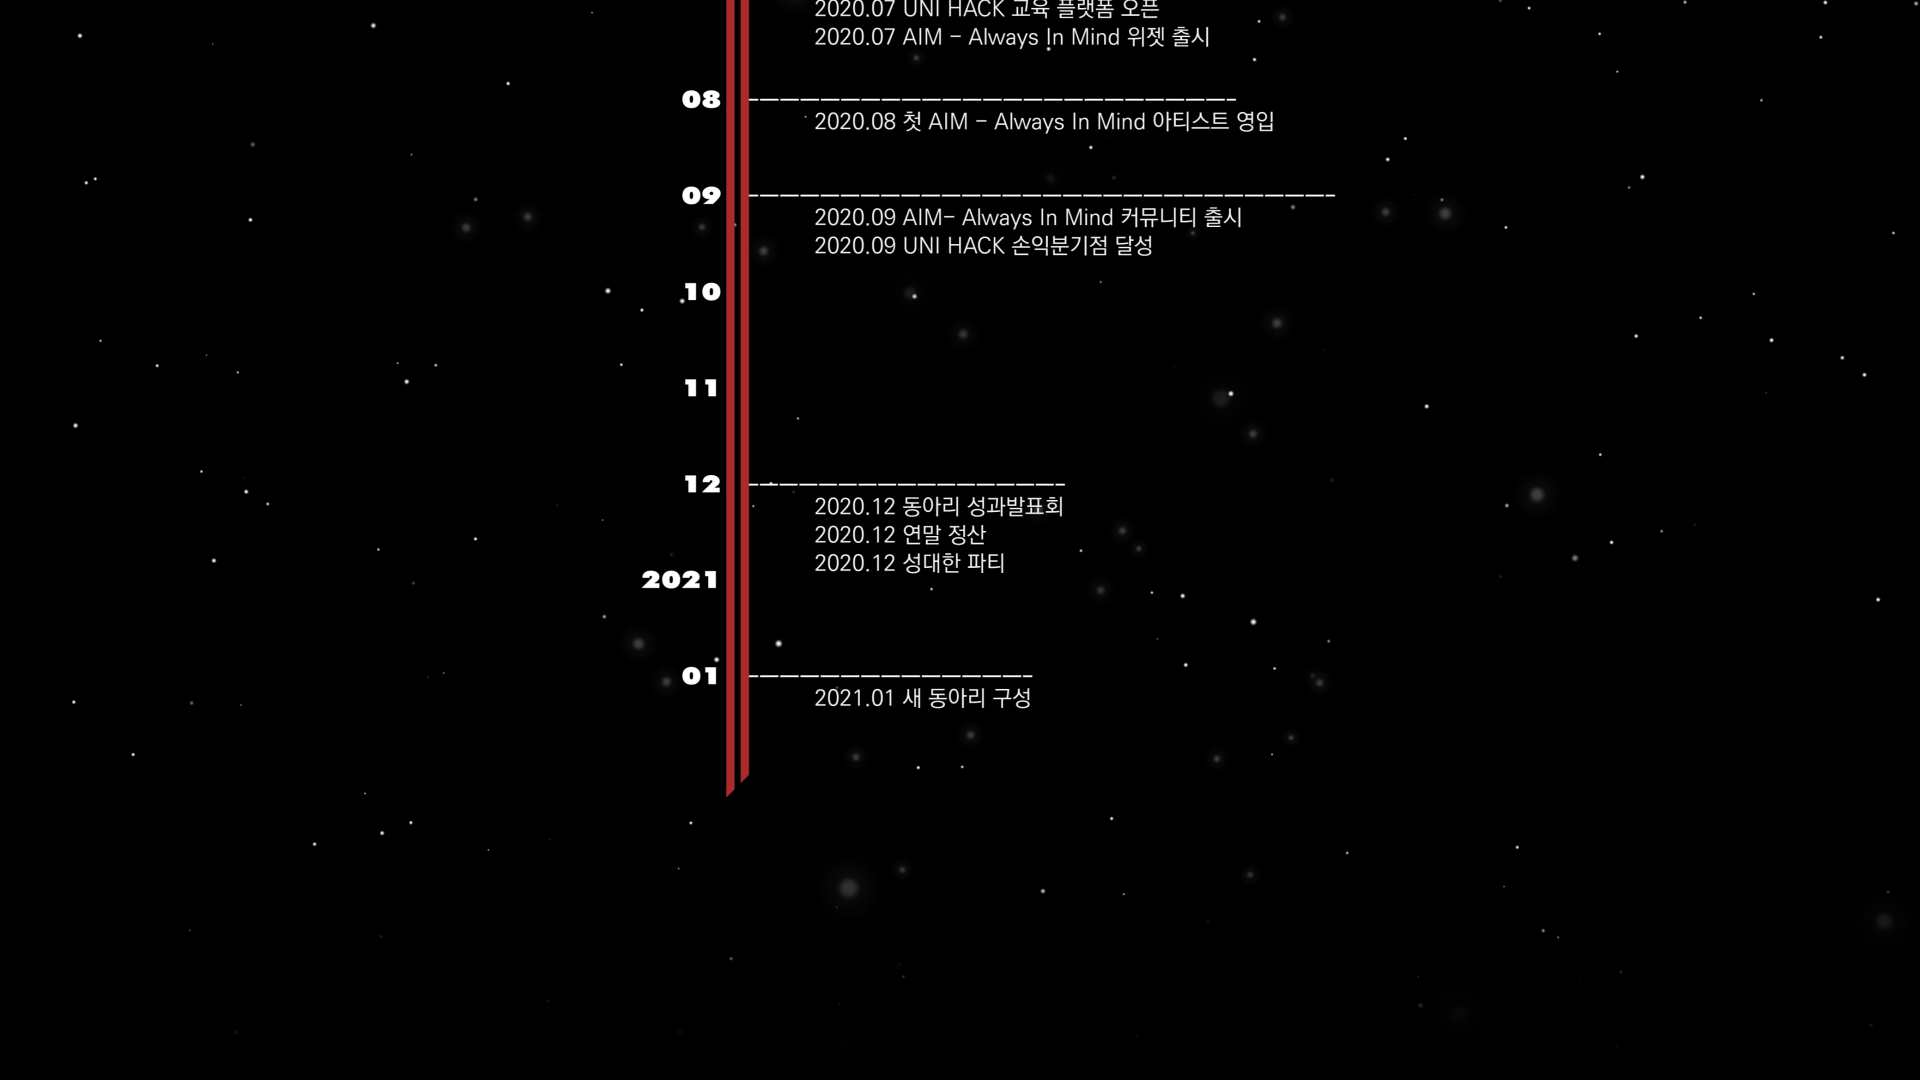 2020.07 UNI HACK 교육 플랫폼 오픈
2020.07 AIM - Always In Mind 위젯 출시
08
2020.08 첫 AIM - Always In Mind 아티스트 영입
09
2020.09 AIM- Always In Mind 커뮤니티 출시
2020.09 UNI HACK 손익분기점 달성
10
11
12
2020.12 동아리 성과발표회
2020.12 연말 정산
2020.12 성대한 파티
2021
01
2021.01 새 동아리 구성